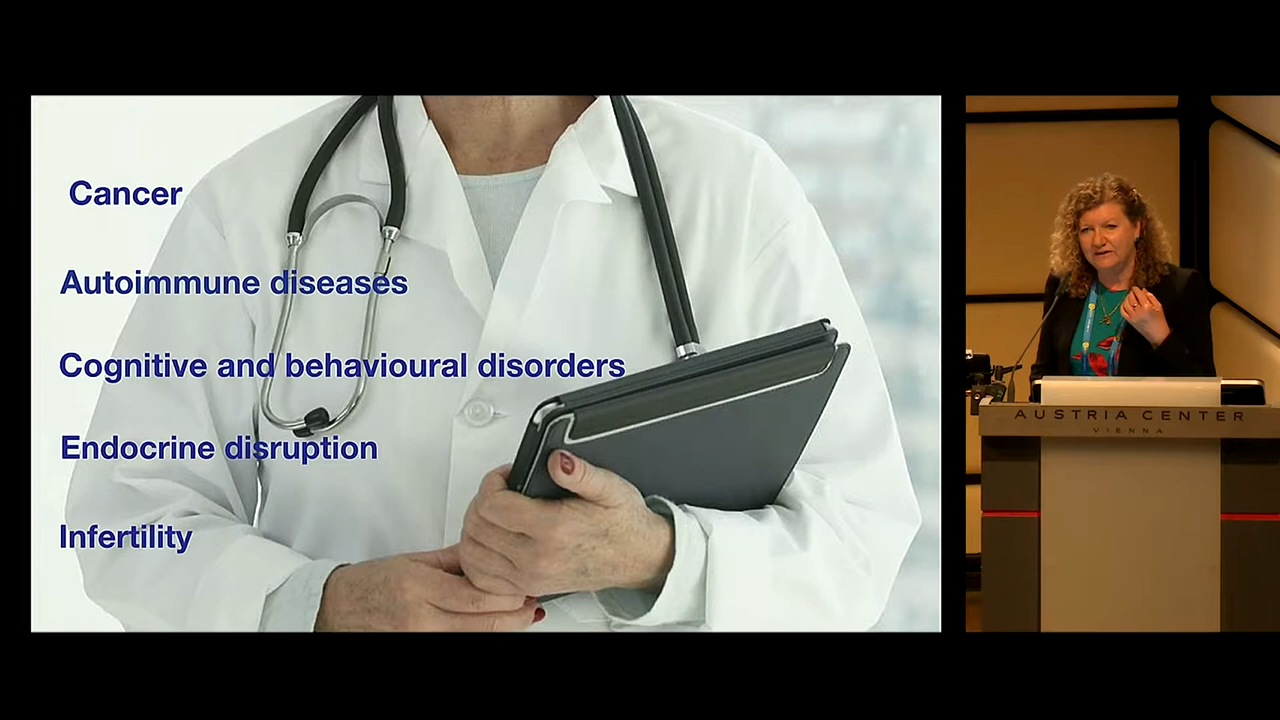 Cancer
Autoimmune diseases
Cognitive and behavioural disorders
Endocrine disruption
Infertility
AUSTRIA CENTER
VIENNA